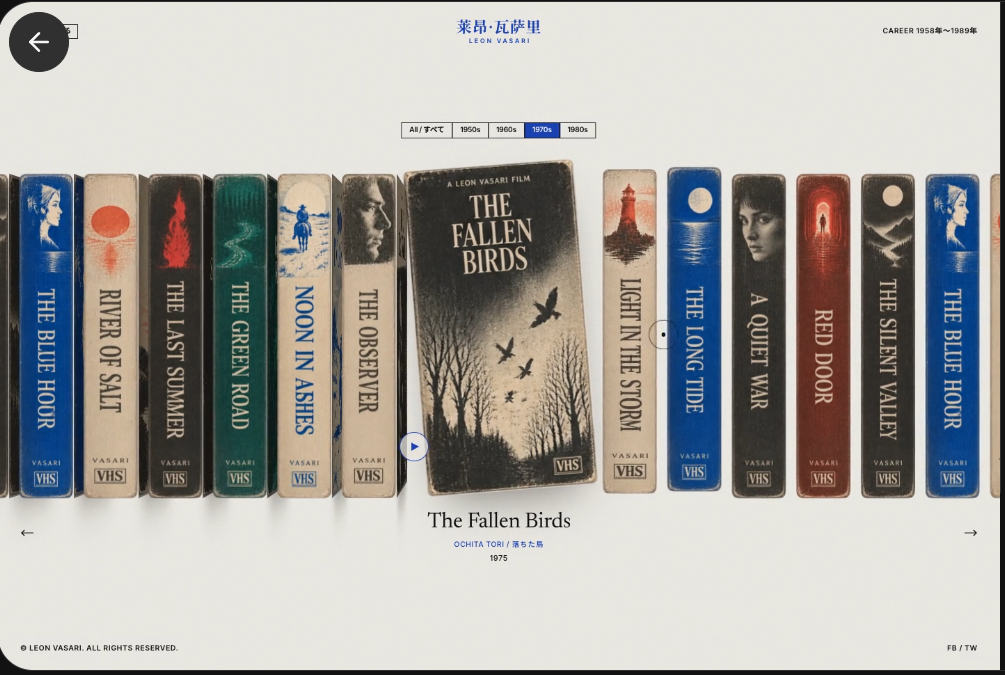 莱昂·瓦萨里
LEON VASARI
CAREER 1958年〜1989年
All / すべて
1950s
1960s
1970s
1980s
THE BLUE HOUR
VASARI
VHS
RIVER OF SALT
VASARI
VHS
THE LAST SUMMER
VASARI
VHS
THE GREEN ROAD
VASARI
VHS
NOON IN ASHES
VASARI
VHS
THE OBSERVER
VASARI
VHS
A LEON VASARI FILM
THE
FALLEN
BIRDS
VHS
LIGHT IN THE STORM
VASARI
VHS
THE LONG TIDE
VASARI
VHS
A QUIET WAR
VASARI
VHS
RED DOOR
VASARI
VHS
THE SILENT VALLEY
VASARI
VHS
THE BLUE HOUR
VASARI
VHS
←
→
The Fallen Birds
OCHITA TORI / 落ちた鳥
1975
© LEON VASARI. ALL RIGHTS RESERVED.
FB / TW